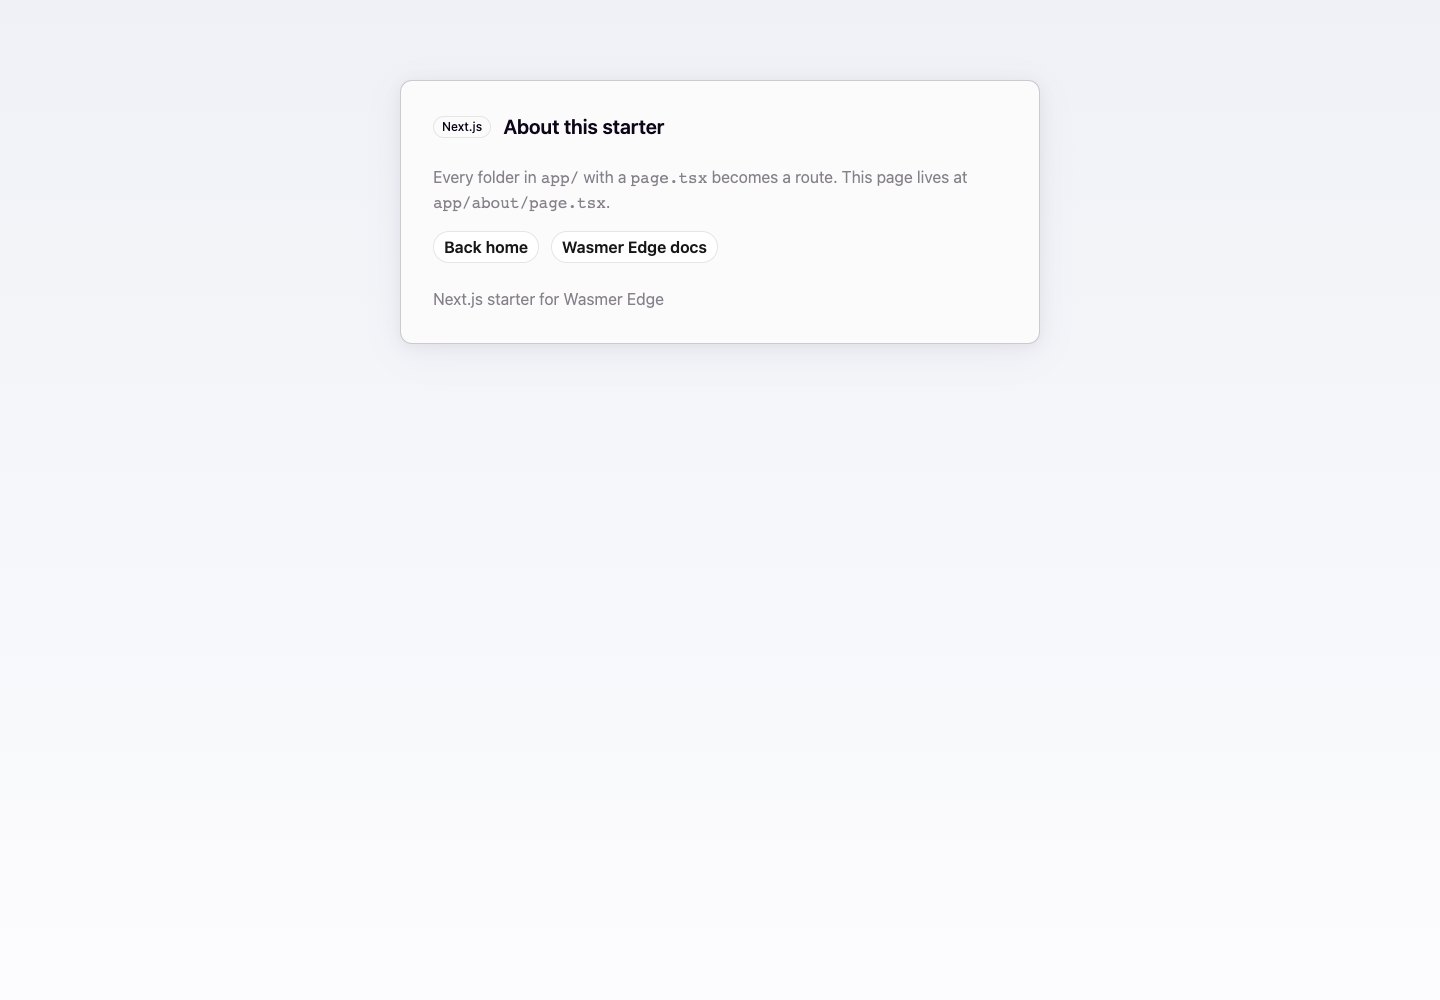 Next.js About this starter
Every folder in app/ with a page.tsx becomes a route. This page lives at
app/about/page.tsx.
Back home Wasmer Edge docs
Next.js starter for Wasmer Edge